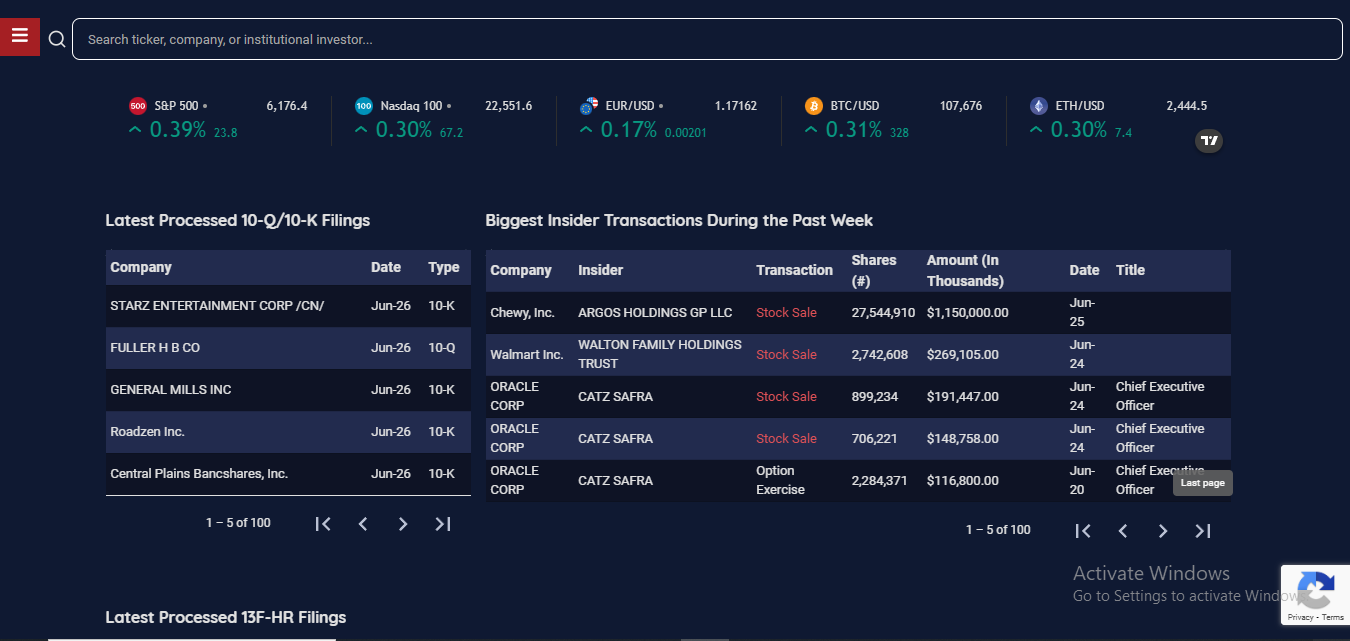 Search ticker, company, or institutional investor...
500 S&P 500 • 6,176.4
0.39% 23.8
100 Nasdaq 100 • 22,551.6
0.30% 67.2
EUR/USD • 1.17162
0.17% 0.00201
BTC/USD 107,676
0.31% 328
ETH/USD 2,444.5
0.30% 7.4
Latest Processed 10-Q/10-K Filings
Company Date Type
STARZ ENTERTAINMENT CORP /CN/ Jun-26 10-K
FULLER H B CO Jun-26 10-Q
GENERAL MILLS INC Jun-26 10-K
Roadzen Inc. Jun-26 10-K
Central Plains Bancshares, Inc. Jun-26 10-K
1 – 5 of 100
Biggest Insider Transactions During the Past Week
Company Insider Transaction Shares (#) Amount (In Thousands) Date Title
Chewy, Inc. ARGOS HOLDINGS GP LLC Stock Sale 27,544,910 $1,150,000.00 Jun-25
Walmart Inc. WALTON FAMILY HOLDINGS TRUST Stock Sale 2,742,608 $269,105.00 Jun-24
ORACLE CORP CATZ SAFRA Stock Sale 899,234 $191,447.00 Jun-24 Chief Executive Officer
ORACLE CORP CATZ SAFRA Stock Sale 706,221 $148,758.00 Jun-24 Chief Executive Officer
ORACLE CORP CATZ SAFRA Option Exercise 2,284,371 $116,800.00 Jun-20 Chief Executive Officer
Last page
1 – 5 of 100
Activate Windows
Go to Settings to activate Windows
Privacy - Terms
Latest Processed 13F-HR Filings